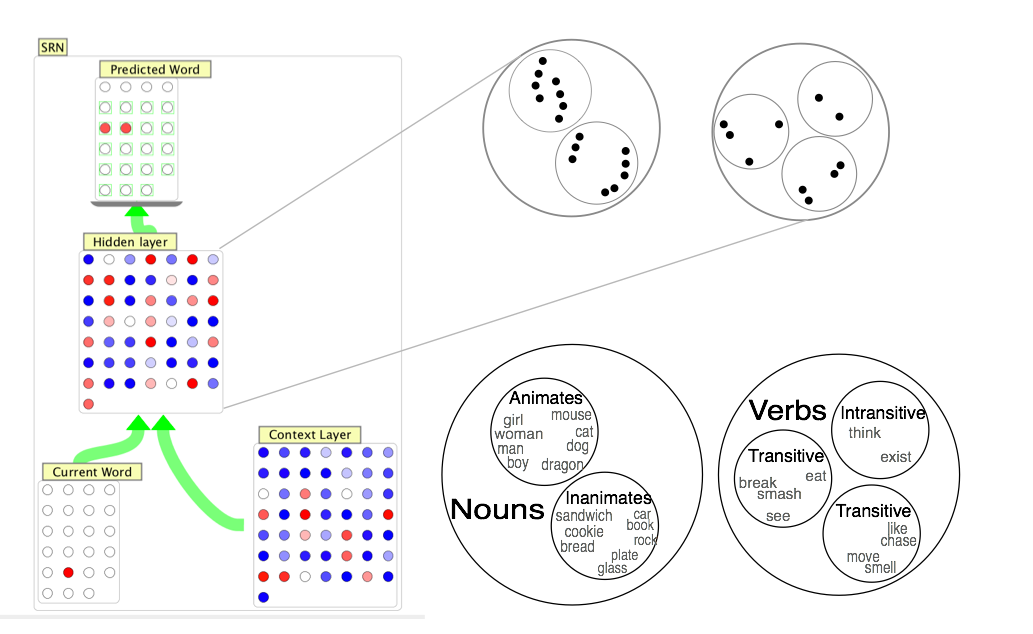 SRN
Predicted Word
Hidden layer
Context Layer
Current Word
Nouns
Animates
girl mouse
woman cat
man dog
boy dragon
Inanimates
sandwich car
cookie book
bread rock
plate
glass
Verbs
Intransitive
think
exist
Transitive
eat
break
smash
see
Transitive
like
chase
move
smell